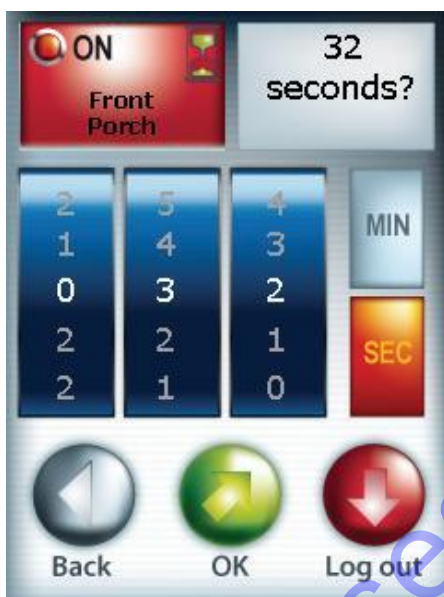 ON
Front
Porch
32
seconds?
2 5 4
1 4 3
0 3 2
2 2 1
2 1 0
MIN
SEC
Back OK Log out